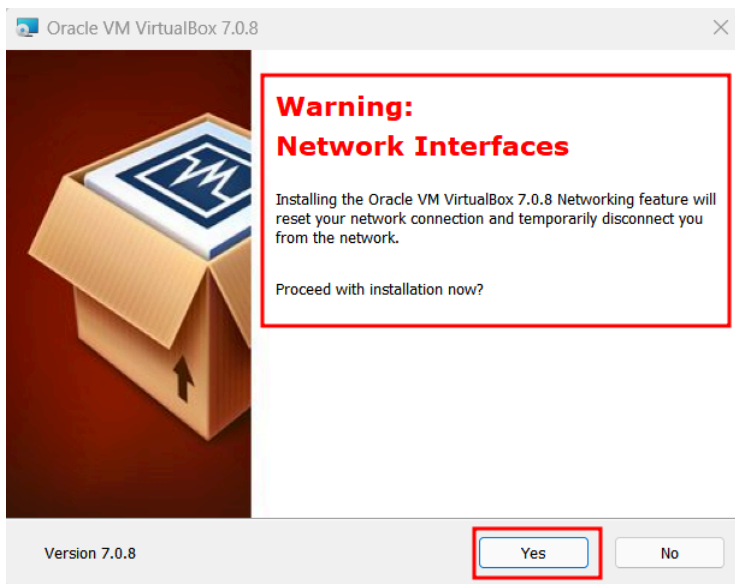 Oracle VM VirtualBox 7.0.8
Warning:
Network Interfaces
Installing the Oracle VM VirtualBox 7.0.8 Networking feature will
reset your network connection and temporarily disconnect you
from the network.
Proceed with installation now?
Version 7.0.8
Yes
No